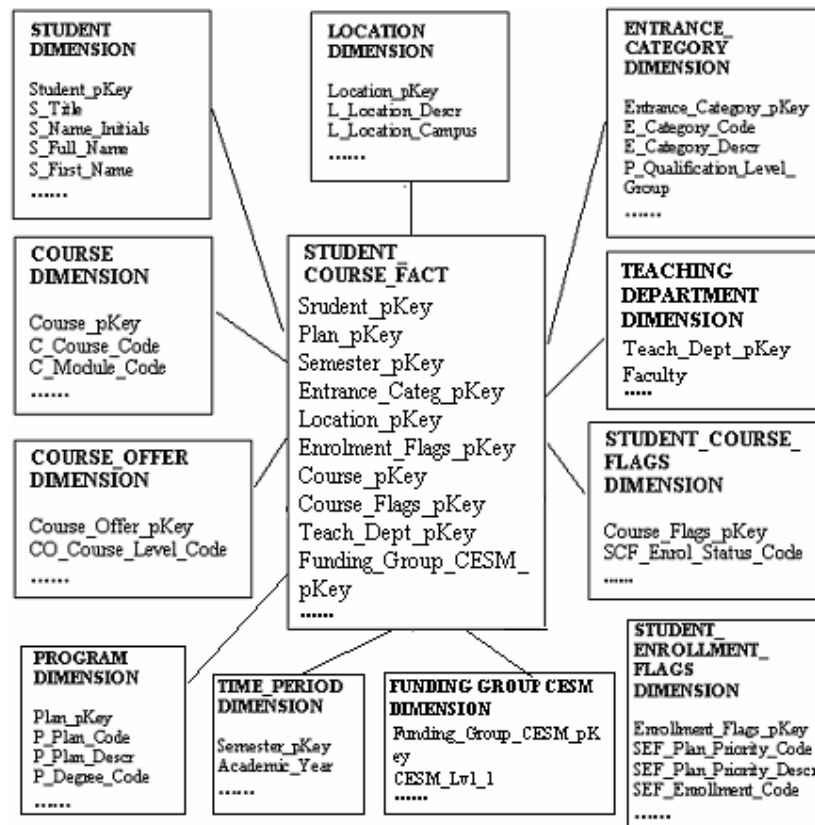 STUDENT
DIMENSION
Student_pKey
S_Title
S_Name_Initials
S_Full_Name
S_First_Name
......
LOCATION
DIMENSION
Location_pKey
L_Location_Descr
L_Location_Campus
......
ENTRANCE_
CATEGORY
DIMENSION
Entrance_Category_pKey
E_Category_Code
E_Category_Descr
P_Qualification_Level_
Group
......
COURSE
DIMENSION
Course_pKey
C_Course_Code
C_Module_Code
......
STUDENT_
COURSE_FACT
Srudent_pKey
Plan_pKey
Semester_pKey
Entrance_Categ_pKey
Location_pKey
Enrolment_Flags_pKey
Course_pKey
Course_Flags_pKey
Teach_Dept_pKey
Funding_Group_CESM_
pKey
......
TEACHING
DEPARTMENT
DIMENSION
Teach_Dept_pKey
Faculty
.....
COURSE_OFFER
DIMENSION
Course_Offer_pKey
CO_Course_Level_Code
......
STUDENT_COURSE_
FLAGS
DIMENSION
Course_Flags_pKey
SCF_Enrol_Status_Code
......
PROGRAM
DIMENSION
Plan_pKey
P_Plan_Code
P_Plan_Descr
P_Degree_Code
......
TIME_PERIOD
DIMENSION
Semester_pKey
Academic_Year
......
FUNDING GROUP CESM
DIMENSION
Funding_Group_CESM_pK
ey
CESM_Lvl_1
......
STUDENT_
ENROLLMENT_
FLAGS
DIMENSION
Enrollment_Flags_pKey
SEF_Plan_Priority_Code
SEF_Plan_Priority_Descr
SEF_Enrollment_Code
......